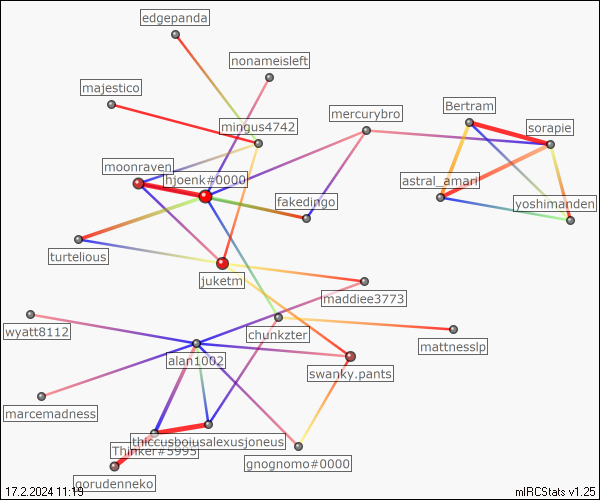 edgepanda
nonameisleft
majestico
Bertram
mercurybro
mingus4742
sorapie
moonraven
hjoenk#0000
astral_amari
fakedingo
yoshimanden
turtelious
juketm
maddiee3773
wyatt8112
chunkzter
mattnesslp
alan1002
swanky.pants
marcemadness
thiccusboiusalexusjoneus
Thinker#5995
gnognomo#0000
gorudenneko
17.2.2024 11:19
mIRCStats v1.25